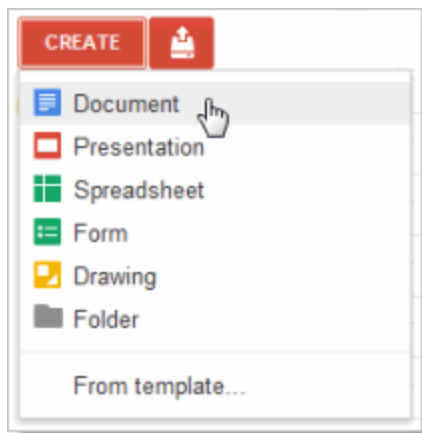 CREATE
Document
Presentation
Spreadsheet
Form
Drawing
Folder
From template...